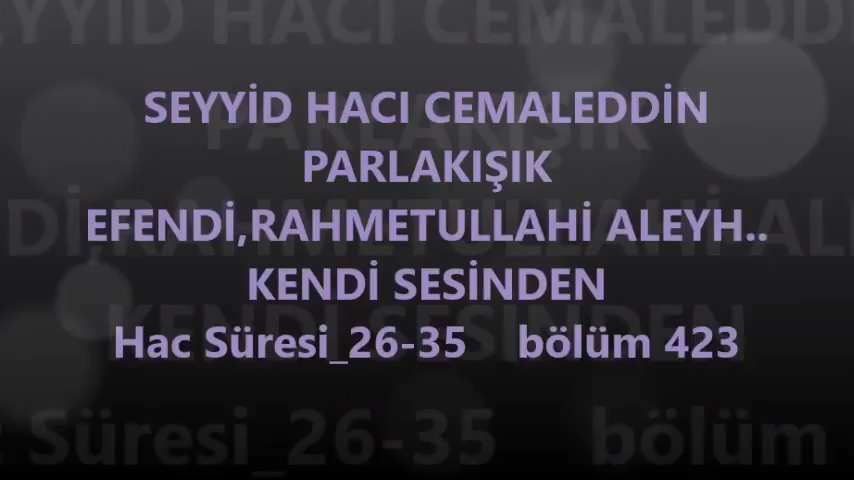 SEYYİD HACI CEMALEDDİN
PARLAKIŞIK
EFENDİ,RAHMETULLAHİ ALEYH..
KENDİ SESİNDEN
Hac Süresi_26-35 bölüm 423